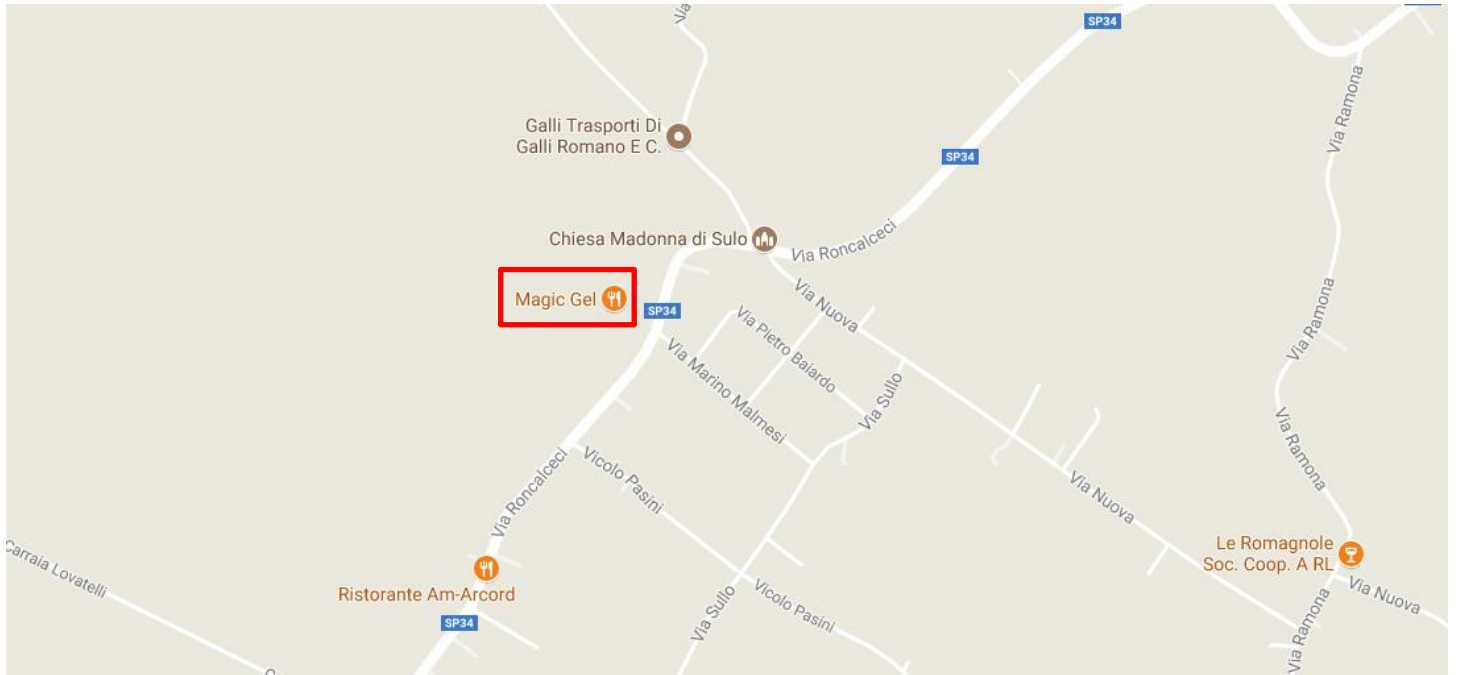 SP34
Via Ramona
Galli Trasporti Di
Galli Romano E C.
SP34
Chiesa Madonna di Sulo
Via Roncalceci
Magic Gel
SP34
Via Nuova
Via Pietro Baiardo
Via Ramona
Via Marino Malmesi
Via Sullo
Via Roncalceci
Vicolo Pasini
Via Ramona
Via Nuova
Carraia Lovatelli
Ristorante Am-Arcord
SP34
Le Romagnole
Soc. Coop. A RL
Via Nuova
Via Sullo
Vicolo Pasini
Via Ramona